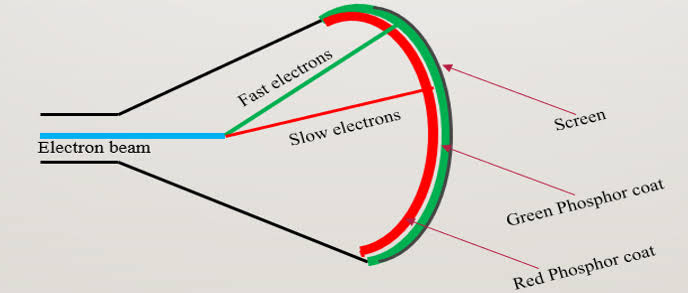 Fast electrons
Slow electrons
Electron beam
Screen
Green Phosphor coat
Red Phosphor coat